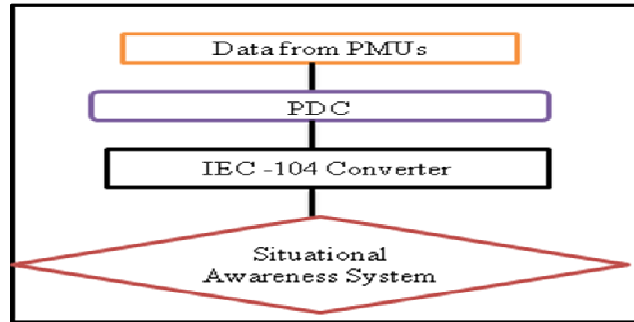 Data from PMUs
PDC
IEC -104 Converter
Situational
Awareness System